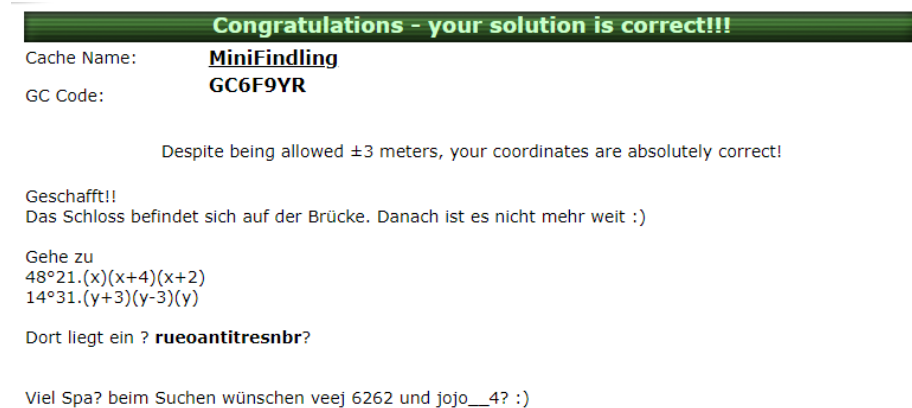 Congratulations - your solution is correct!!!
Cache Name: MiniFindling
GC Code: GC6F9YR
Despite being allowed ±3 meters, your coordinates are absolutely correct!
Geschafft!!
Das Schloss befindet sich auf der Brücke. Danach ist es nicht mehr weit :)
Gehe zu
48°21.(x)(x+4)(x+2)
14°31.(y+3)(y-3)(y)
Dort liegt ein ? rueoantitresnbr?
Viel Spa? beim Suchen wünschen veej 6262 und jojo__4? :)